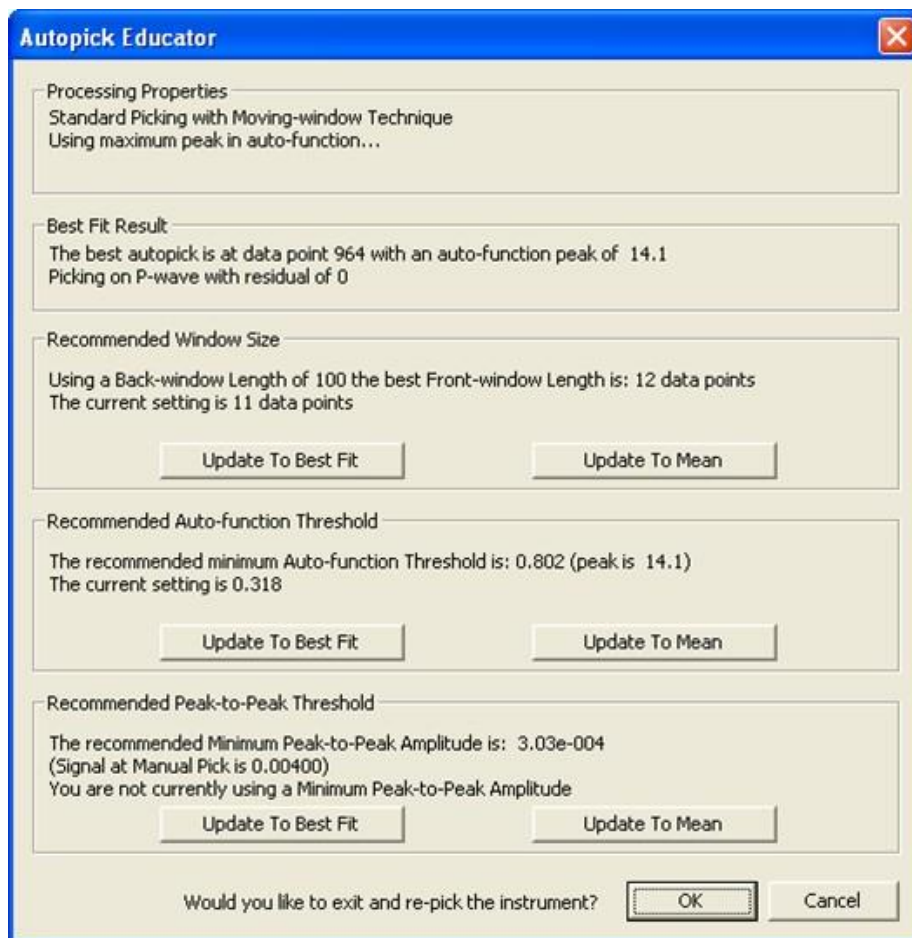 Autopick Educator
Processing Properties
Standard Picking with Moving-window Technique
Using maximum peak in auto-function...
Best Fit Result
The best autopick is at data point 964 with an auto-function peak of 14.1
Picking on P-wave with residual of 0
Recommended Window Size
Using a Back-window Length of 100 the best Front-window Length is: 12 data points
The current setting is 11 data points
Update To Best Fit
Update To Mean
Recommended Auto-function Threshold
The recommended minimum Auto-function Threshold is: 0.802 (peak is 14.1)
The current setting is 0.318
Update To Best Fit
Update To Mean
Recommended Peak-to-Peak Threshold
The recommended Minimum Peak-to-Peak Amplitude is: 3.03e-004
(Signal at Manual Pick is 0.00400)
You are not currently using a Minimum Peak-to-Peak Amplitude
Update To Best Fit
Update To Mean
Would you like to exit and re-pick the instrument?
OK
Cancel